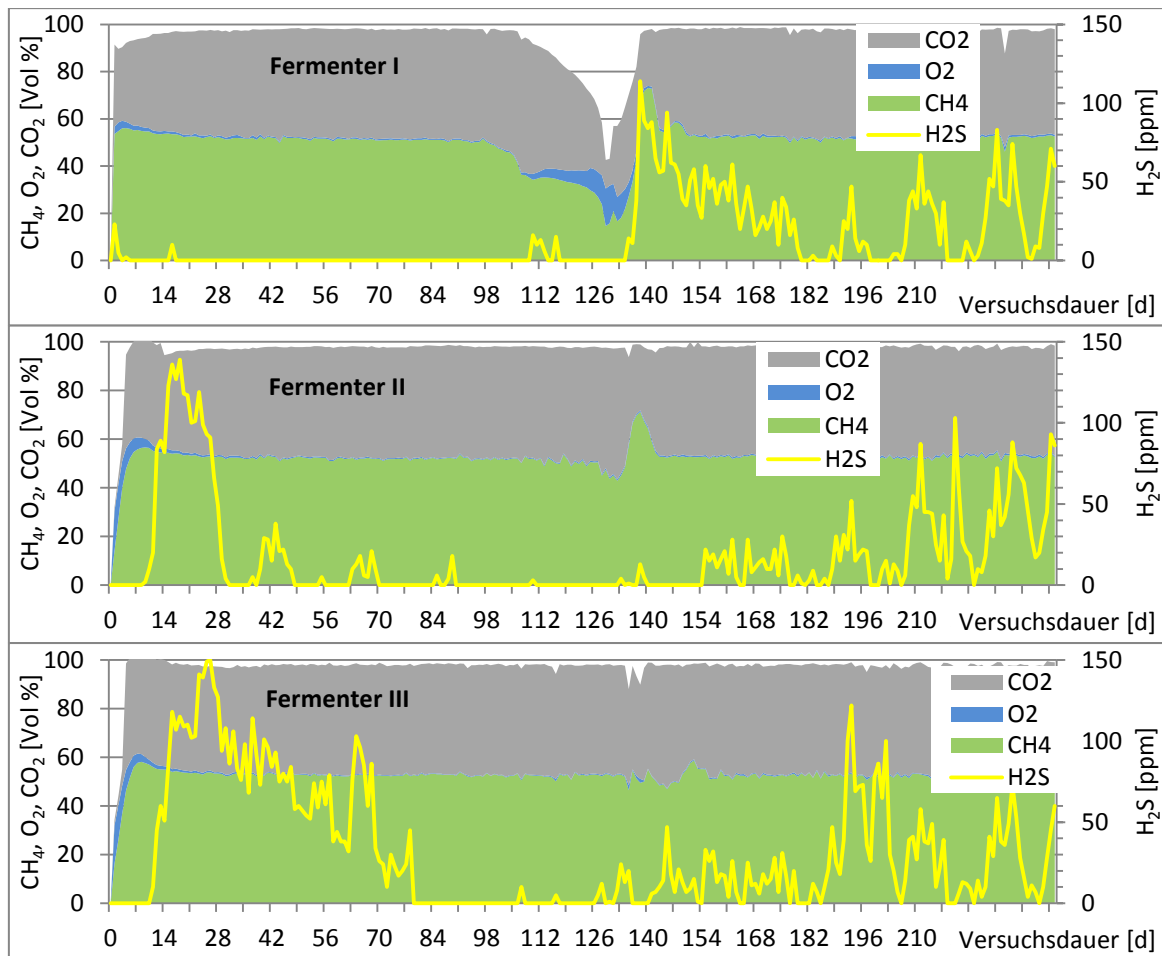 100
80
60
40
20
0
CH4, O2, CO2 [Vol %]
Fermenter I
CO2
O2
CH4
H2S
150
100
50
0
H2S [ppm]
0 14 28 42 56 70 84 98 112 126 140 154 168 182 196 210
Versuchsdauer [d]
100
80
60
40
20
0
CH4, O2, CO2 [Vol %]
Fermenter II
CO2
O2
CH4
H2S
150
100
50
0
H2S [ppm]
0 14 28 42 56 70 84 98 112 126 140 154 168 182 196 210
Versuchsdauer [d]
100
80
60
40
20
0
CH4, O2, CO2 [Vol %]
Fermenter III
CO2
O2
CH4
H2S
150
100
50
0
H2S [ppm]
0 14 28 42 56 70 84 98 112 126 140 154 168 182 196 210
Versuchsdauer [d]